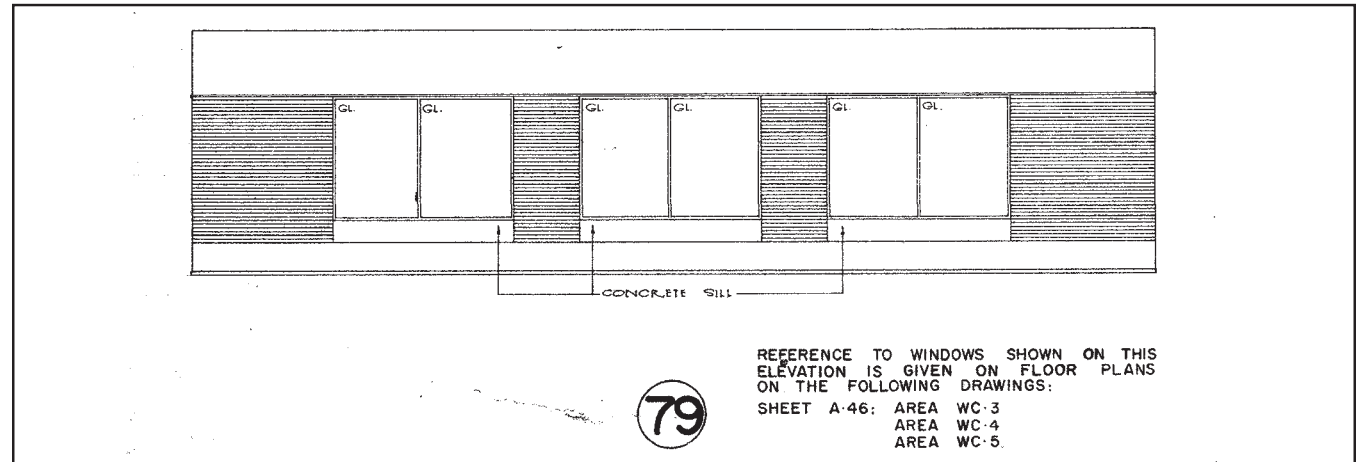 GL. GL. GL. GL. GL. GL.
CONCRETE SILL
REFERENCE TO WINDOWS SHOWN ON THIS
ELEVATION IS GIVEN ON FLOOR PLANS
ON THE FOLLOWING DRAWINGS:
79
SHEET A·46: AREA WC·3
AREA WC·4
AREA WC·5.